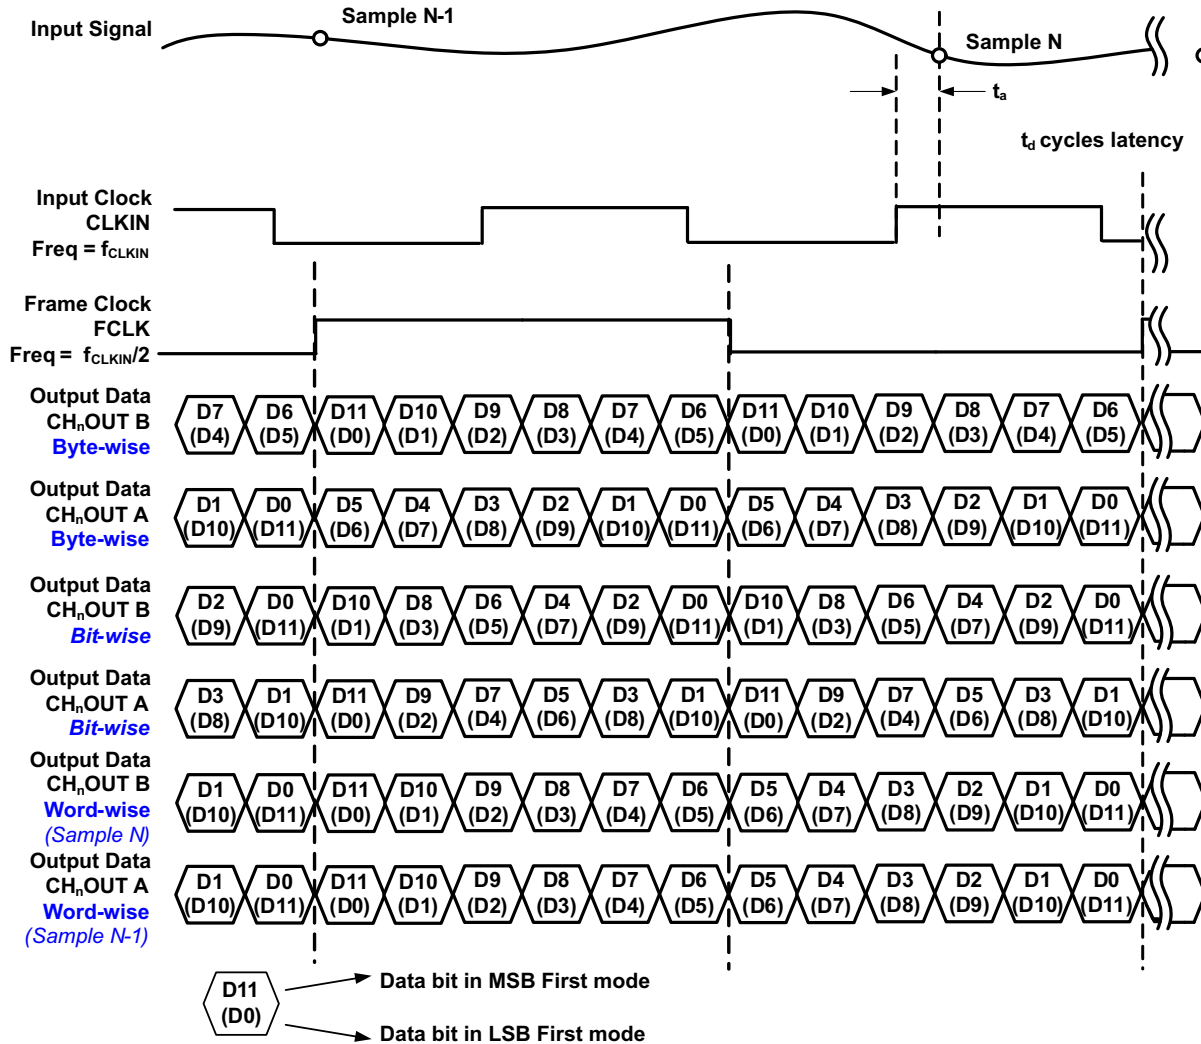 Input Signal
Sample N-1
Sample N
ta
td cycles latency
Input Clock
CLKIN
Freq = fCLKIN
Frame Clock
FCLK
Freq = fCLKIN/2
Output Data
CHnOUT B
Byte-wise
D7 D6 D11 D10 D9 D8 D7 D6 D11 D10 D9 D8 D7 D6
(D4) (D5) (D0) (D1) (D2) (D3) (D4) (D5) (D0) (D1) (D2) (D3) (D4) (D5)
Output Data
CHnOUT A
Byte-wise
D1 D0 D5 D4 D3 D2 D1 D0 D5 D4 D3 D2 D1 D0
(D10) (D11) (D6) (D7) (D8) (D9) (D10) (D11) (D6) (D7) (D8) (D9) (D10) (D11)
Output Data
CHnOUT B
Bit-wise
D2 D0 D10 D8 D6 D4 D2 D0 D10 D8 D6 D4 D2 D0
(D9) (D11) (D1) (D3) (D5) (D7) (D9) (D11) (D1) (D3) (D5) (D7) (D9) (D11)
Output Data
CHnOUT A
Bit-wise
D3 D1 D11 D9 D7 D5 D3 D1 D11 D9 D7 D5 D3 D1
(D8) (D10) (D0) (D2) (D4) (D6) (D8) (D10) (D0) (D2) (D4) (D6) (D8) (D10)
Output Data
CHnOUT B
Word-wise
(Sample N)
D1 D0 D11 D10 D9 D8 D7 D6 D5 D4 D3 D2 D1 D0
(D10) (D11) (D0) (D1) (D2) (D3) (D4) (D5) (D6) (D7) (D8) (D9) (D10) (D11)
Output Data
CHnOUT A
Word-wise
(Sample N-1)
D1 D0 D11 D10 D9 D8 D7 D6 D5 D4 D3 D2 D1 D0
(D10) (D11) (D0) (D1) (D2) (D3) (D4) (D5) (D6) (D7) (D8) (D9) (D10) (D11)
D11
(D0)
Data bit in MSB First mode
Data bit in LSB First mode